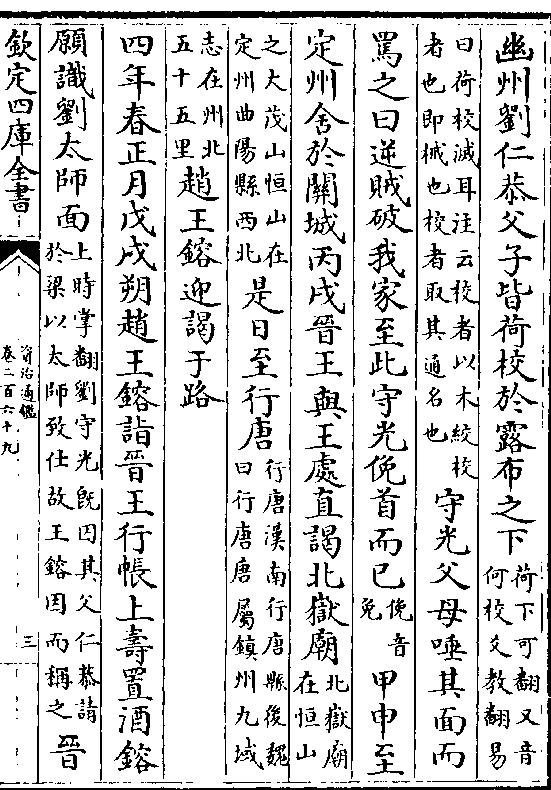 幽州劉仁恭父子皆荷校於露布之下荷下可翻又音何校爻教翻易
曰荷校滅耳注云校者以木絞校者也即械也校者取其通名也守光父母唾其面而
罵之曰逆賊破我家至此守光俛首而已俛音免甲申至
定州舍於關城丙戌晉王與王處直謁北嶽廟北嶽廟在恒山
之大茂山恒山在定州曲陽縣西北是日至行唐行唐漢南行唐縣後魏曰行唐唐屬鎮州九域
志在州北五十五里趙王鎔迎謁于路
四年春正月戊戌朔趙王鎔詣晉王行帳上壽置酒鎔
願識劉太師面上時掌翻劉守光既囚其父仁恭請於梁以太師致仕故王鎔因而稱之晉
欽定四庫全書
資治通鑑
卷二百六十九
三